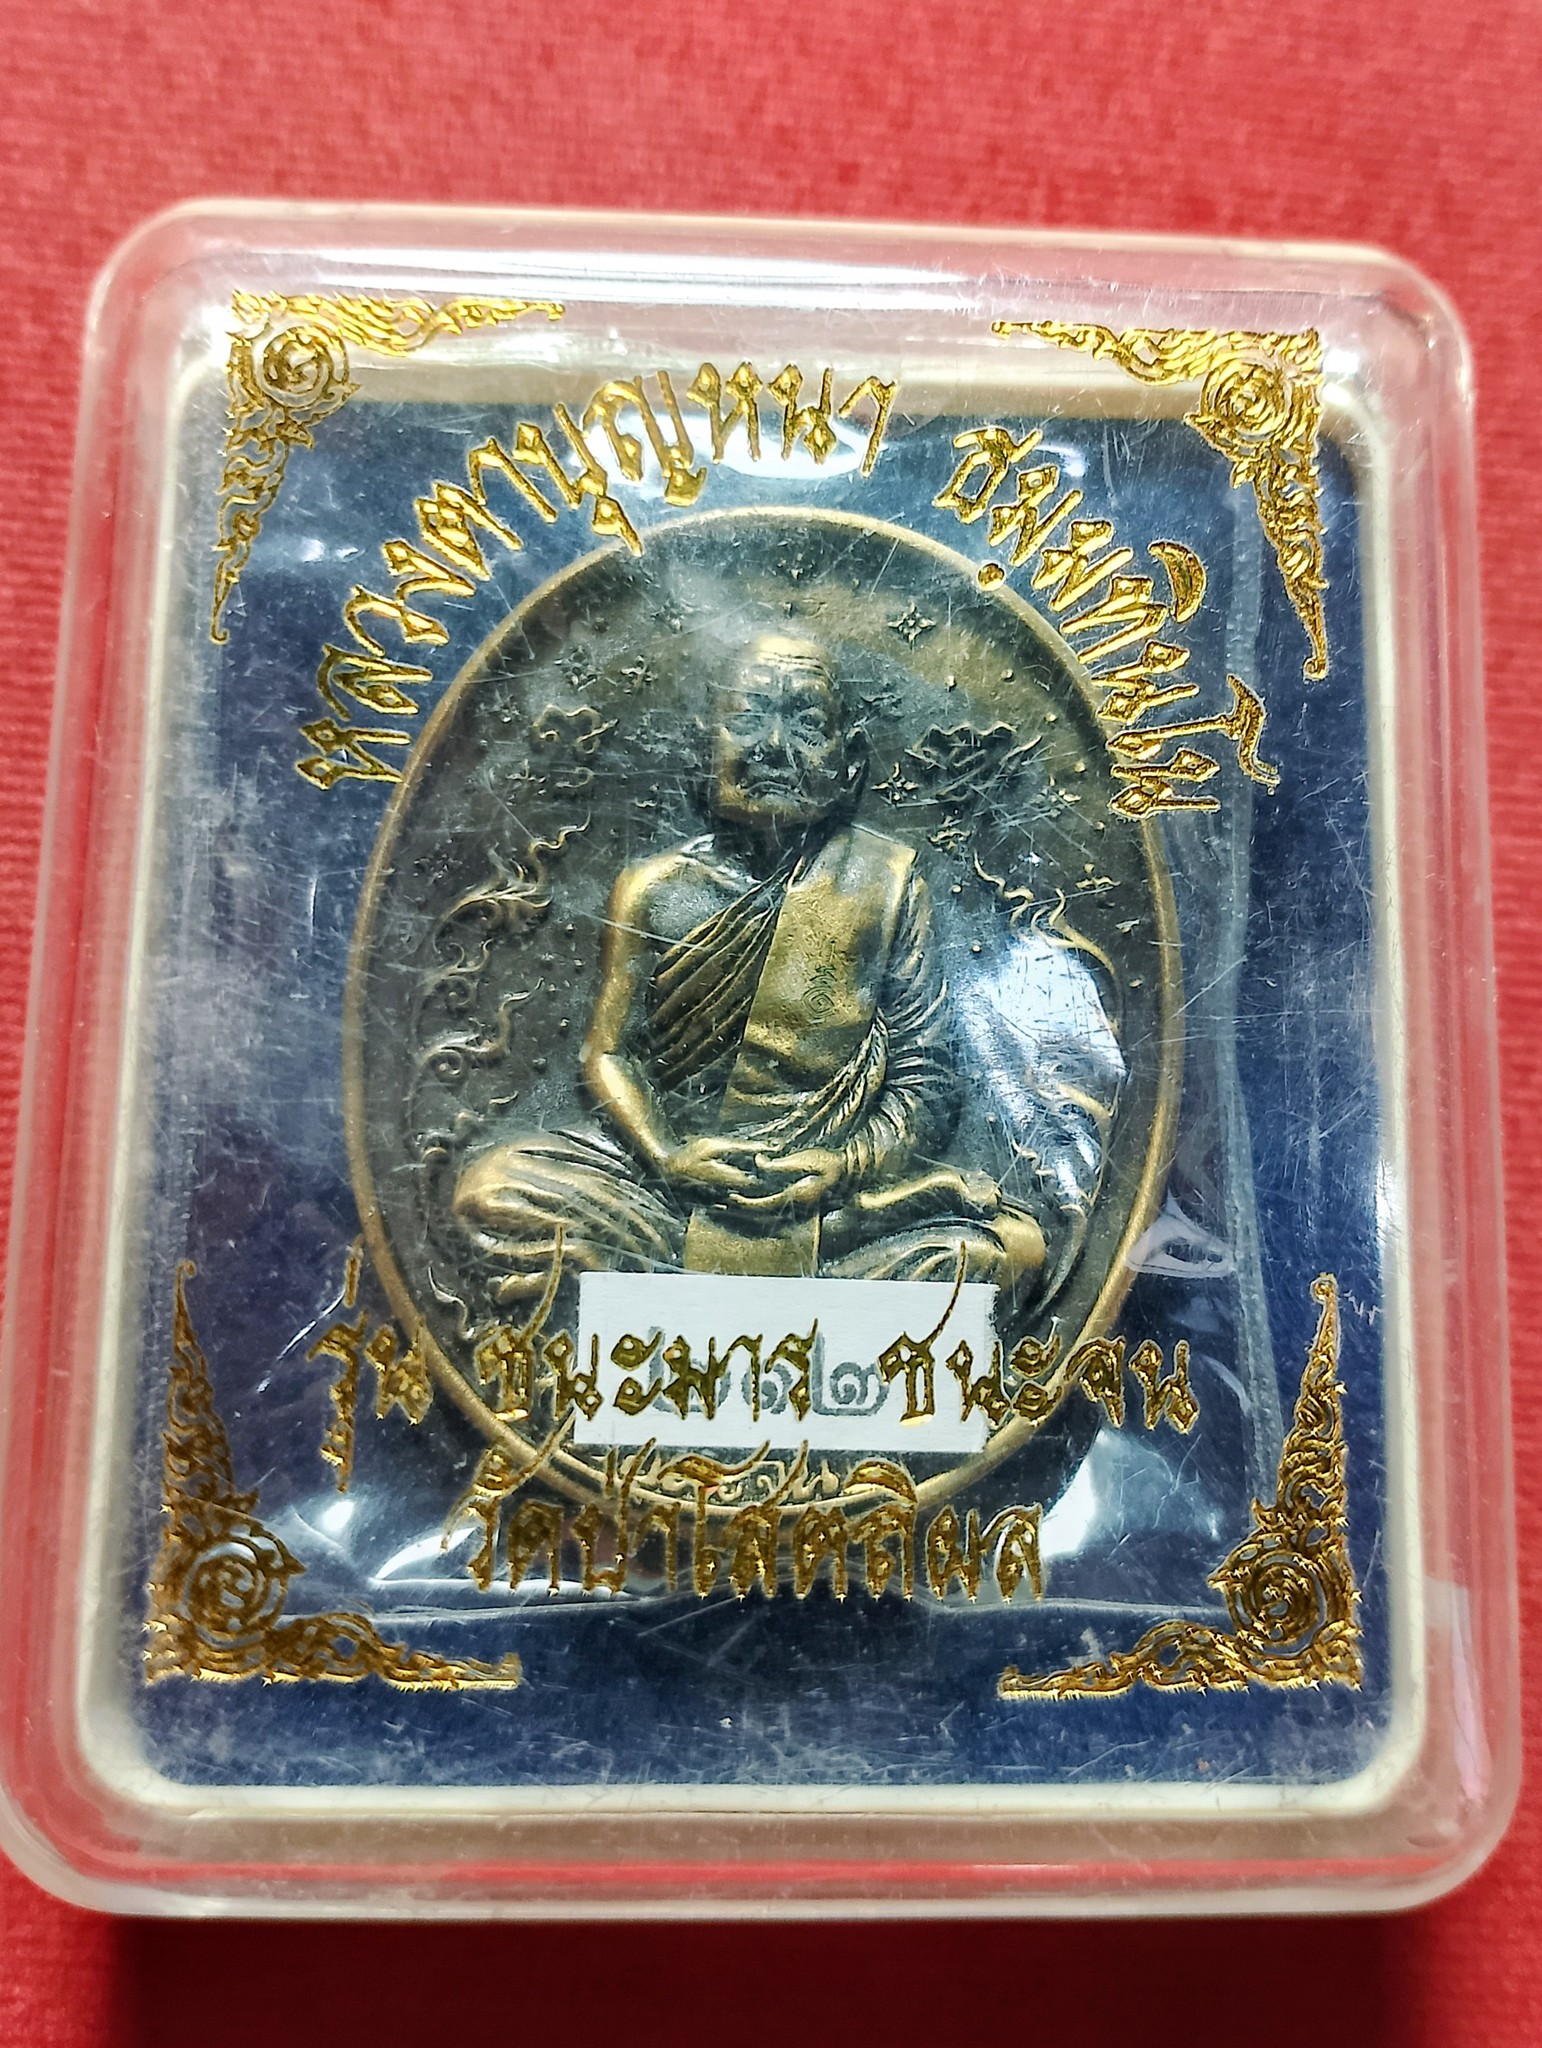 หลวงตาบุญหนา ธมฺมทินโน
รุ่น ชนะมาร ชนะจน
วัดป่าโสตถิผล